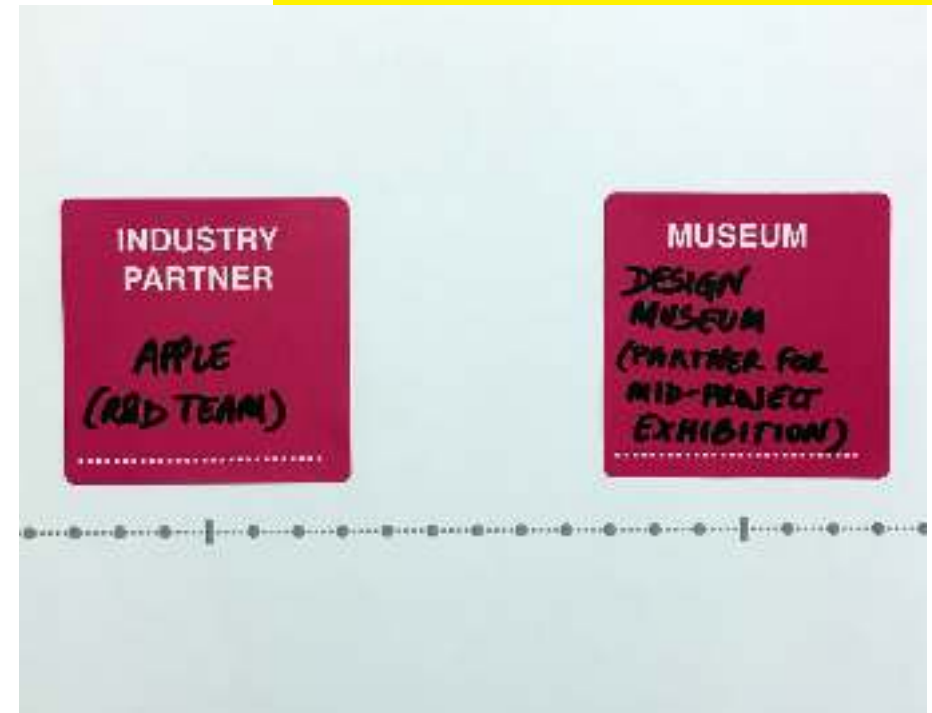 INDUSTRY
PARTNER
APPLE
(R&D TEAM)
MUSEUM
DESIGN
MUSEUM
(PARTNER FOR
MID-PROJECT
EXHIBITION)